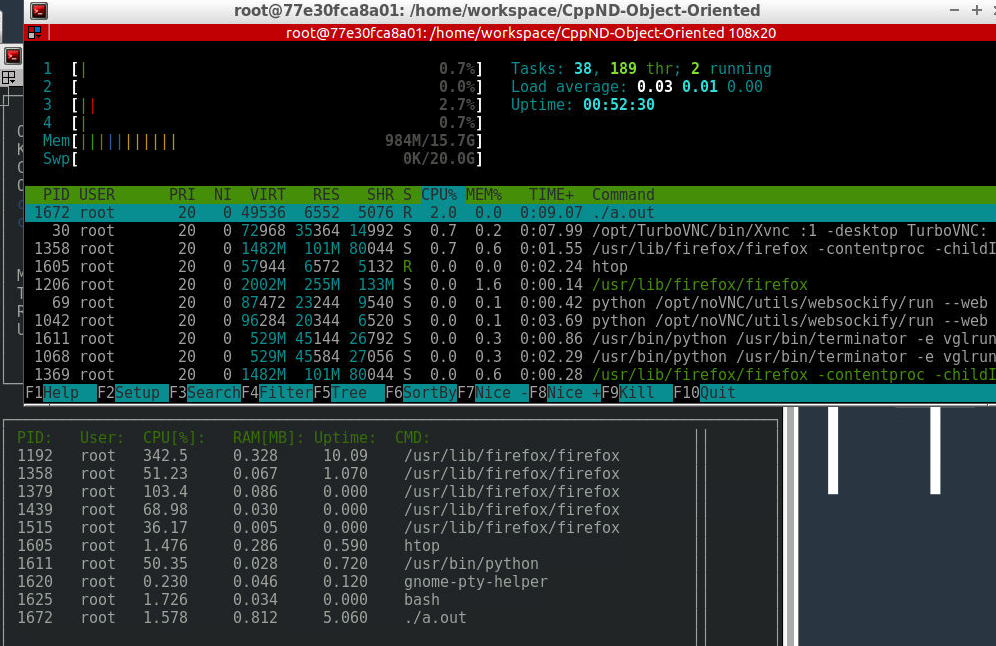 root@77e30fca8a01: /home/workspace/CppND-Object-Oriented
root@77e30fca8a01: /home/workspace/CppND-Object-Oriented 108x20
1 [| 0.7%] Tasks: 38, 189 thr; 2 running
2 [ 0.0%] Load average: 0.03 0.01 0.00
3 [|| 2.7%] Uptime: 00:52:30
4 [| 0.7%]
Mem[||||||||||| 984M/15.7G]
Swp[ 0K/20.0G]
PID USER PRI NI VIRT RES SHR S CPU% MEM% TIME+ Command
1672 root 20 0 49536 6552 5076 R 2.0 0.0 0:09.07 ./a.out
30 root 20 0 72968 35364 14992 S 0.7 0.2 0:07.99 /opt/TurboVNC/bin/Xvnc :1 -desktop TurboVNC:
1358 root 20 0 1482M 101M 80044 S 0.7 0.6 0:01.55 /usr/lib/firefox/firefox -contentproc -childI
1605 root 20 0 57944 6572 5132 R 0.0 0.0 0:02.24 htop
1206 root 20 0 2002M 255M 133M S 0.0 1.6 0:00.14 /usr/lib/firefox/firefox
69 root 20 0 87472 23244 9540 S 0.0 0.1 0:00.42 python /opt/noVNC/utils/websockify/run --web
1042 root 20 0 96284 20344 6520 S 0.0 0.1 0:03.69 python /opt/noVNC/utils/websockify/run --web
1611 root 20 0 529M 45144 26792 S 0.0 0.3 0:00.86 /usr/bin/python /usr/bin/terminator -e vglrun
1068 root 20 0 529M 45584 27056 S 0.0 0.3 0:02.29 /usr/bin/python /usr/bin/terminator -e vglrun
1369 root 20 0 1482M 101M 80044 S 0.0 0.6 0:00.28 /usr/lib/firefox/firefox -contentproc -childI
F1Help F2Setup F3SearchF4FilterF5Tree F6SortByF7Nice -F8Nice +F9Kill F10Quit
PID: User: CPU[%]: RAM[MB]: Uptime: CMD:
1192 root 342.5 0.328 10.09 /usr/lib/firefox/firefox
1358 root 51.23 0.067 1.070 /usr/lib/firefox/firefox
1379 root 103.4 0.086 0.000 /usr/lib/firefox/firefox
1439 root 68.98 0.030 0.000 /usr/lib/firefox/firefox
1515 root 36.17 0.005 0.000 /usr/lib/firefox/firefox
1605 root 1.476 0.286 0.590 htop
1611 root 50.35 0.028 0.720 /usr/bin/python
1620 root 0.230 0.046 0.120 gnome-pty-helper
1625 root 1.726 0.034 0.000 bash
1672 root 1.578 0.812 5.060 ./a.out